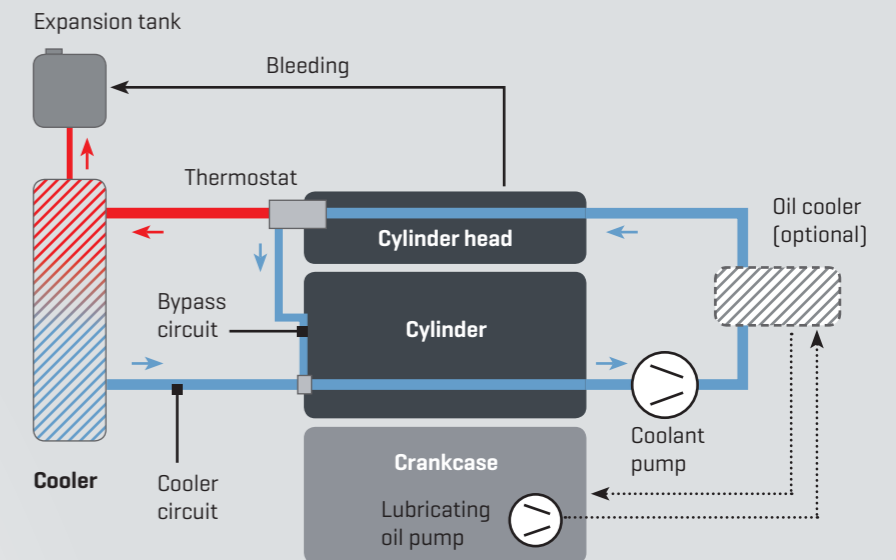 Expansion tank
Bleeding
Thermostat
Cylinder head
Oil cooler
(optional)
Bypass
circuit
Cylinder
Coolant
pump
Cooler
Cooler
circuit
Crankcase
Lubricating
oil pump